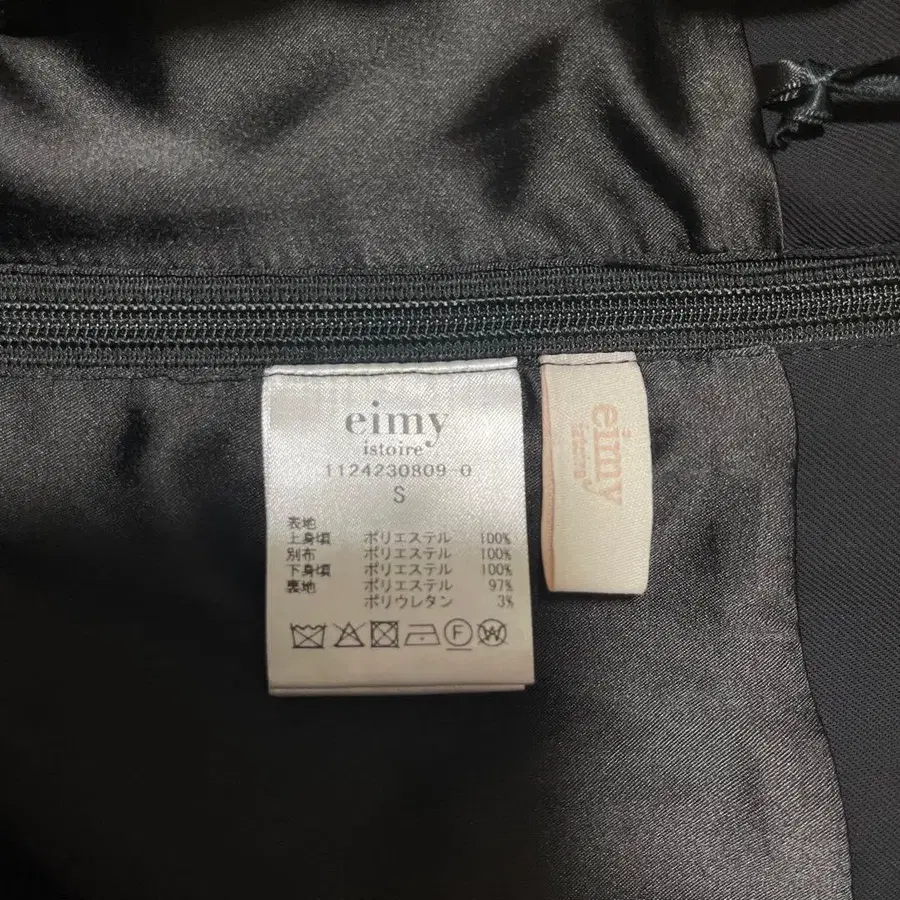 eimy
istoire
1124230809-0
S
表地
上身頃 ポリエステル 100%
別布 ポリエステル 100%
下身頃 ポリエステル 100%
裏地 ポリエステル 97%
ポリウレタン 3%
F W
eimy
istoire